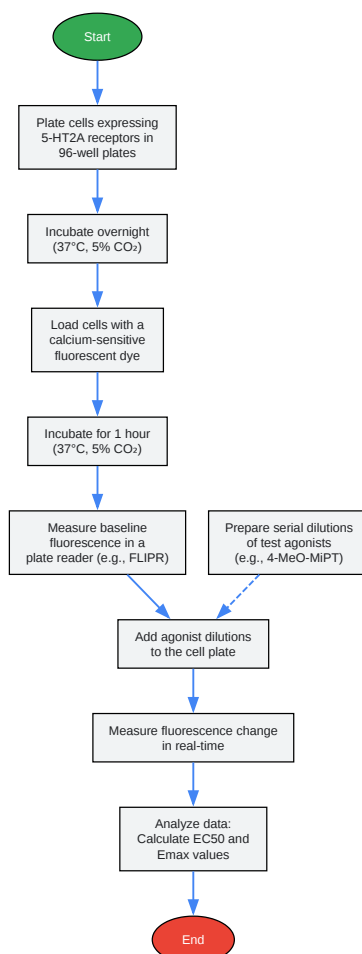 Start
Plate cells expressing
5-HT2A receptors in
96-well plates
Incubate overnight
(37°C, 5% CO₂)
Load cells with a
calcium-sensitive
fluorescent dye
Incubate for 1 hour
(37°C, 5% CO₂)
Measure baseline
fluorescence in a
plate reader (e.g., FLIPR)
Prepare serial dilutions
of test agonists
(e.g., 4-MeO-MiPT)
Add agonist dilutions
to the cell plate
Measure fluorescence change
in real-time
Analyze data:
Calculate EC50 and
Emax values
End